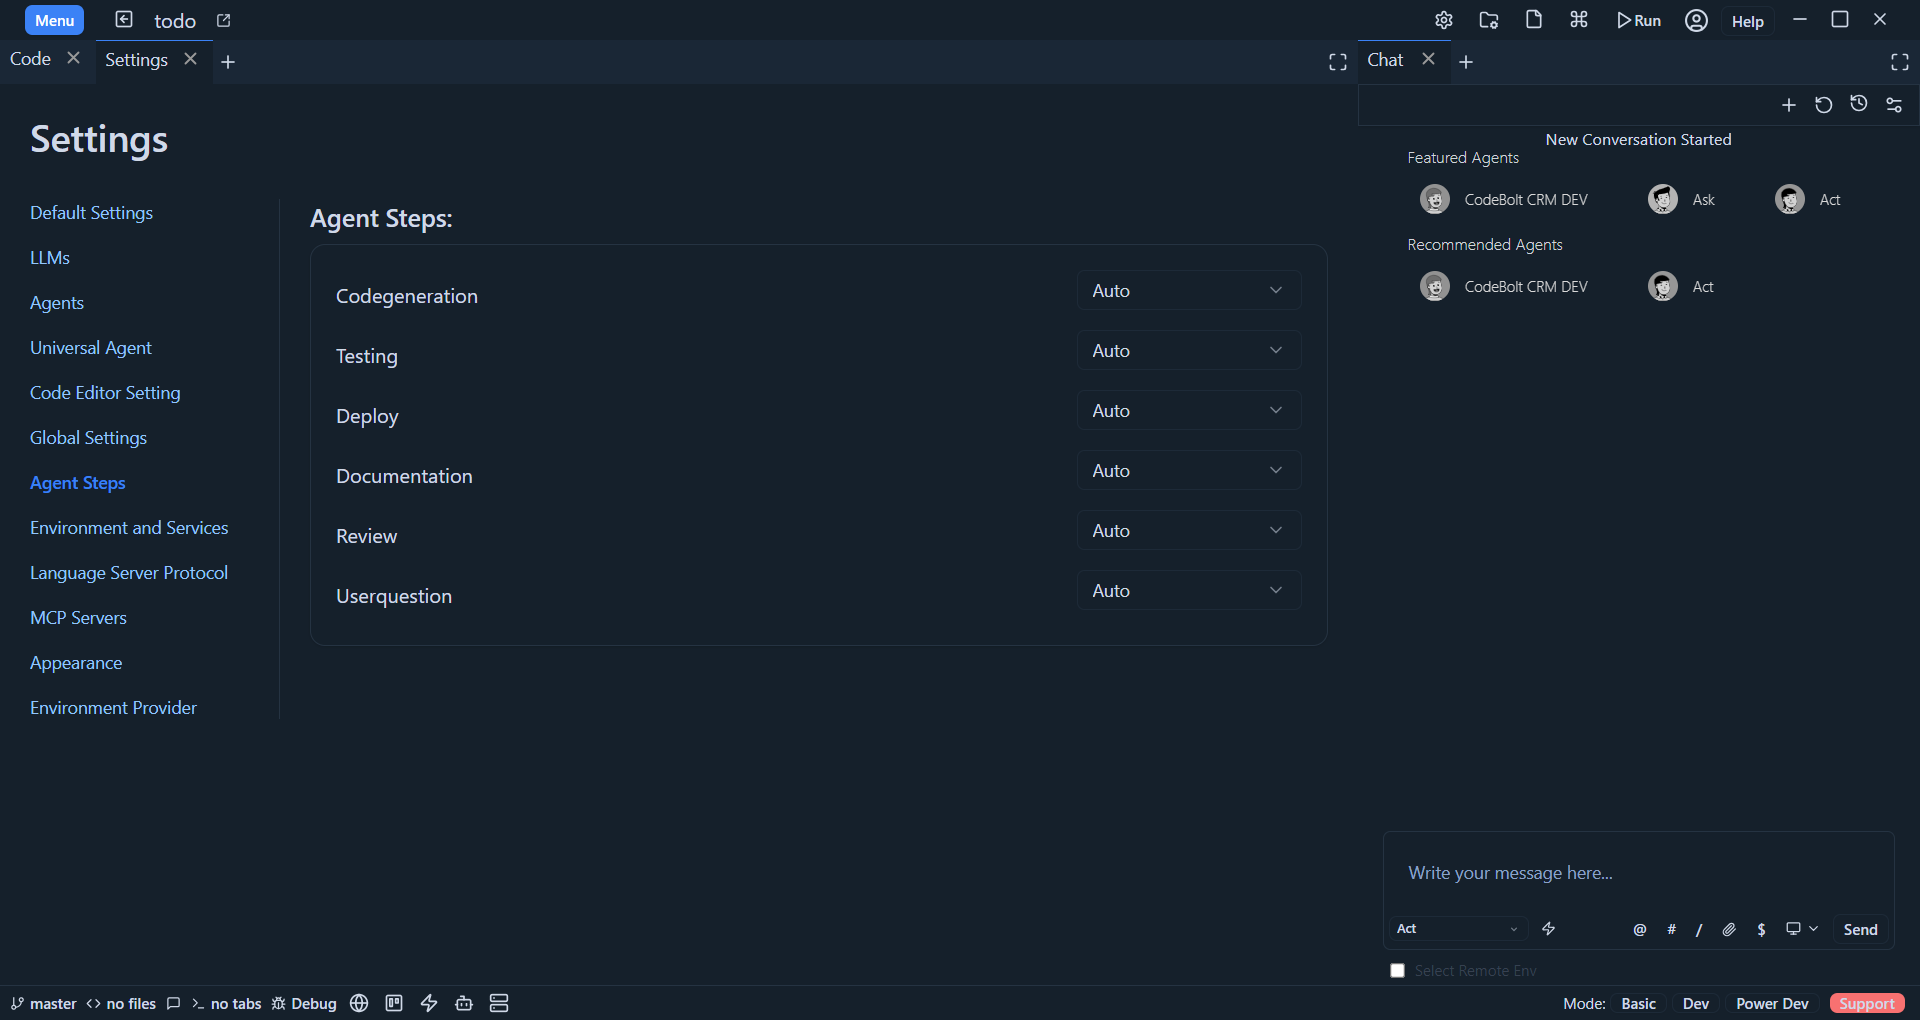 Menu todo Run Help
Code Settings Chat
Settings
Default Settings
LLMs
Agents
Universal Agent
Code Editor Setting
Global Settings
Agent Steps
Environment and Services
Language Server Protocol
MCP Servers
Appearance
Environment Provider
Agent Steps:
Codegeneration Auto
Testing Auto
Deploy Auto
Documentation Auto
Review Auto
Userquestion Auto
New Conversation Started
Featured Agents
CodeBolt CRM DEV Ask Act
Recommended Agents
CodeBolt CRM DEV Act
Write your message here...
Act @ # / $ Send
Select Remote Env
master no files no tabs Debug Mode: Basic Dev Power Dev Support